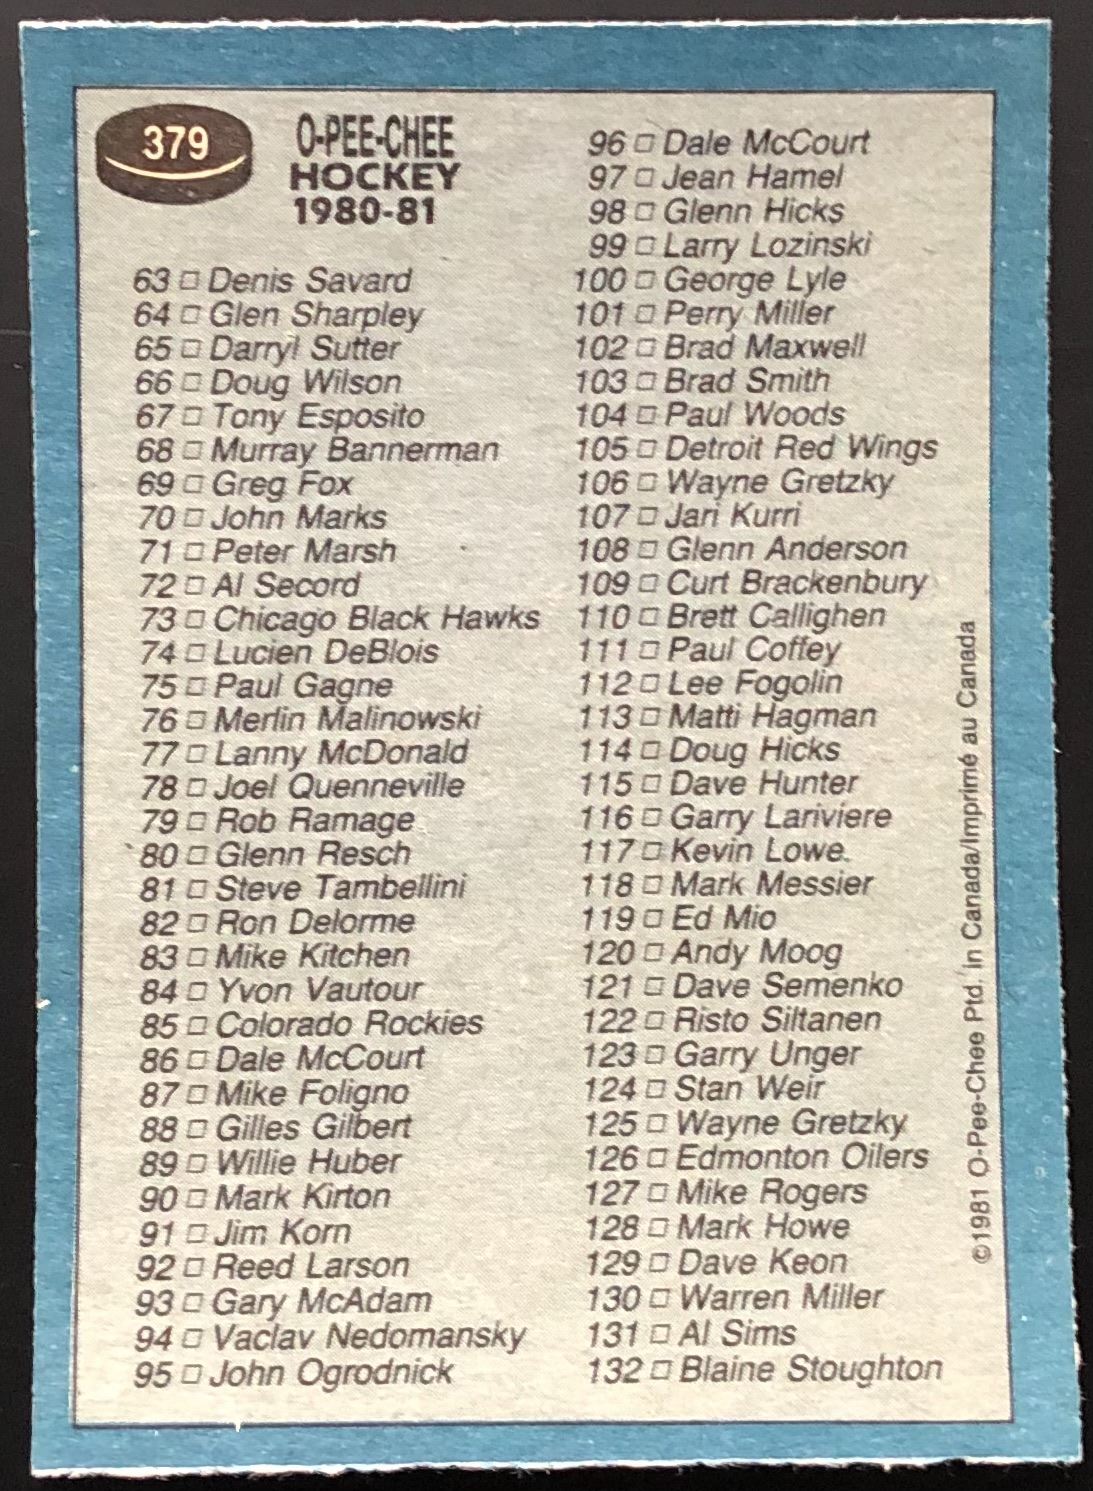 379
O-PEE-CHEE
HOCKEY
1980-81
63 □ Denis Savard
64 □ Glen Sharpley
65 □ Darryl Sutter
66 □ Doug Wilson
67 □ Tony Esposito
68 □ Murray Bannerman
69 □ Greg Fox
70 □ John Marks
71 □ Peter Marsh
72 □ Al Secord
73 □ Chicago Black Hawks
74 □ Lucien DeBlois
75 □ Paul Gagne
76 □ Merlin Malinowski
77 □ Lanny McDonald
78 □ Joel Quenneville
79 □ Rob Ramage
80 □ Glenn Resch
81 □ Steve Tambellini
82 □ Ron Delorme
83 □ Mike Kitchen
84 □ Yvon Vautour
85 □ Colorado Rockies
86 □ Dale McCourt
87 □ Mike Foligno
88 □ Gilles Gilbert
89 □ Willie Huber
90 □ Mark Kirton
91 □ Jim Korn
92 □ Reed Larson
93 □ Gary McAdam
94 □ Vaclav Nedomansky
95 □ John Ogrodnick
96 □ Dale McCourt
97 □ Jean Hamel
98 □ Glenn Hicks
99 □ Larry Lozinski
100 □ George Lyle
101 □ Perry Miller
102 □ Brad Maxwell
103 □ Brad Smith
104 □ Paul Woods
105 □ Detroit Red Wings
106 □ Wayne Gretzky
107 □ Jari Kurri
108 □ Glenn Anderson
109 □ Curt Brackenbury
110 □ Brett Callighen
111 □ Paul Coffey
112 □ Lee Fogolin
113 □ Matti Hagman
114 □ Doug Hicks
115 □ Dave Hunter
116 □ Garry Lariviere
117 □ Kevin Lowe
118 □ Mark Messier
119 □ Ed Mio
120 □ Andy Moog
121 □ Dave Semenko
122 □ Risto Siltanen
123 □ Garry Unger
124 □ Stan Weir
125 □ Wayne Gretzky
126 □ Edmonton Oilers
127 □ Mike Rogers
128 □ Mark Howe
129 □ Dave Keon
130 □ Warren Miller
131 □ Al Sims
132 □ Blaine Stoughton
©1981 O-Pee-Chee Ptd. in Canada/Imprimé au Canada